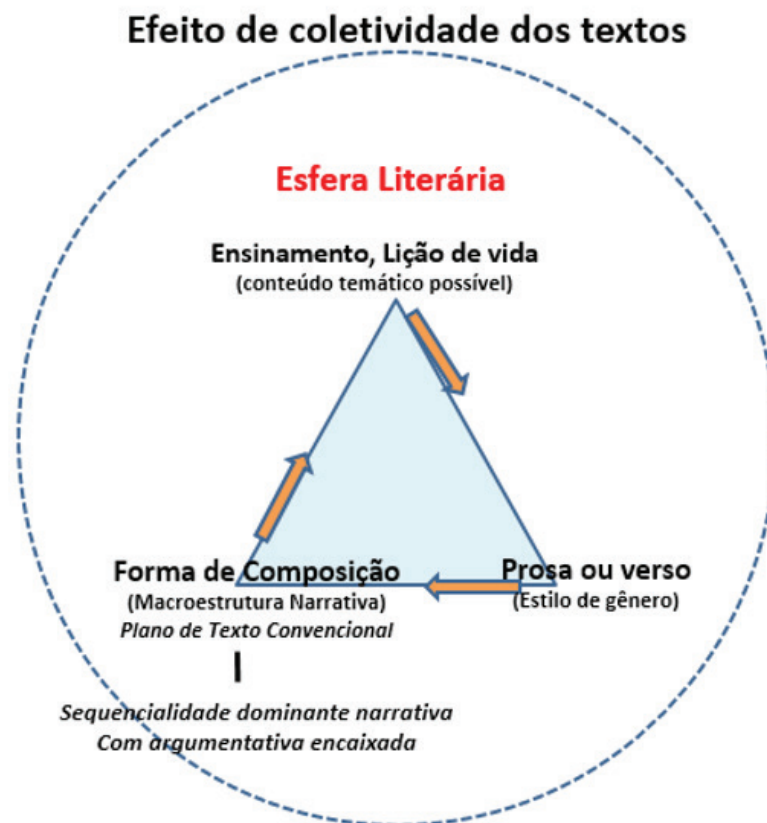 Efeito de coletividade dos textos
Esfera Literária
Ensinamento, Lição de vida
(conteúdo temático possível)
Forma de Composição
(Macroestrutura Narrativa)
Plano de Texto Convencional
Prosa ou verso
(Estilo de gênero)
Sequencialidade dominante narrativa
Com argumentativa encaixada